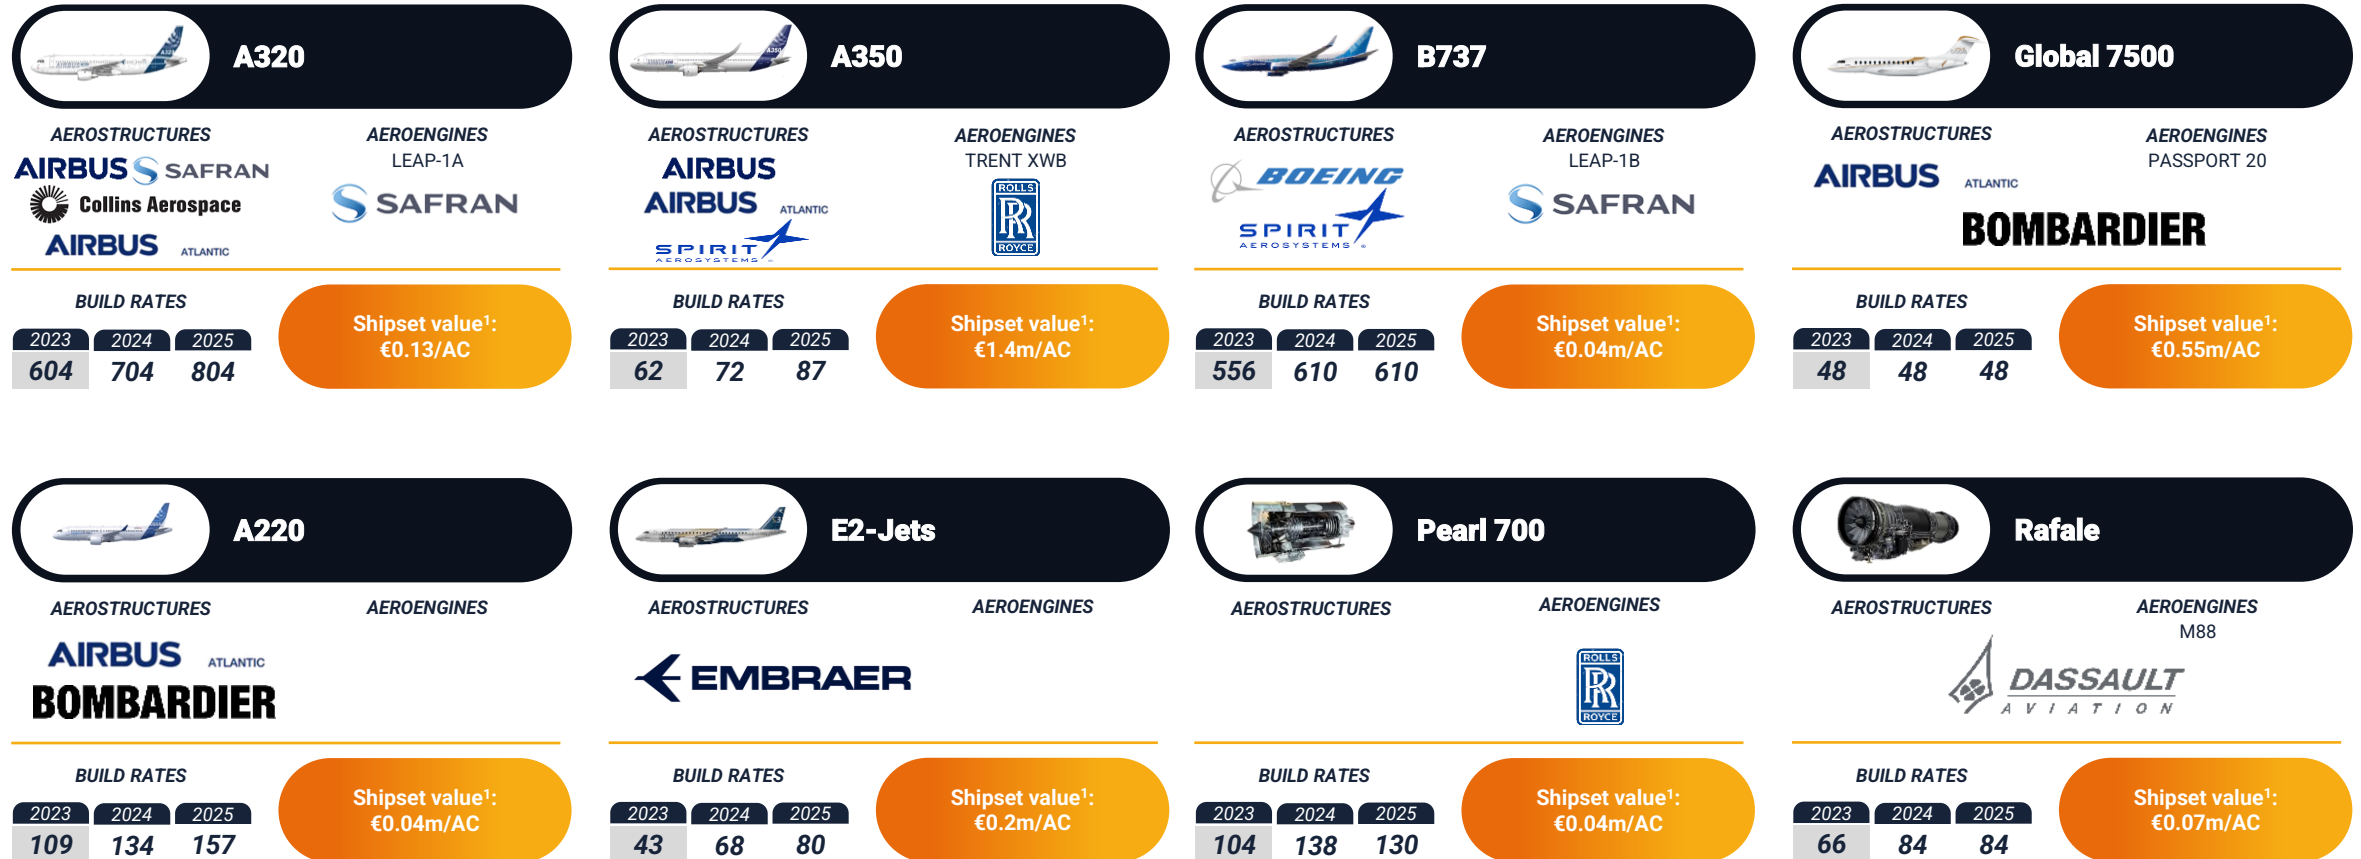 A320
AEROSTRUCTURES
AEROENGINES
AIRBUS SAFRAN
LEAP-1A
Collins Aerospace
SAFRAN
AIRBUS ATLANTIC
BUILD RATES
2023 2024 2025
604 704 804
Shipset value¹:
€0.13/AC
A350
AEROSTRUCTURES
AEROENGINES
AIRBUS
TRENT XWB
AIRBUS ATLANTIC
SPIRIT
AEROSYSTEMS
ROLLS
RR
ROYCE
BUILD RATES
2023 2024 2025
62 72 87
Shipset value¹:
€1.4m/AC
B737
AEROSTRUCTURES
AEROENGINES
BOEING
LEAP-1B
SPIRIT
AEROSYSTEMS
SAFRAN
BUILD RATES
2023 2024 2025
556 610 610
Shipset value¹:
€0.04m/AC
Global 7500
AEROSTRUCTURES
AEROENGINES
AIRBUS ATLANTIC
PASSPORT 20
BOMBARDIER
BUILD RATES
2023 2024 2025
48 48 48
Shipset value¹:
€0.55m/AC
A220
AEROSTRUCTURES
AEROENGINES
AIRBUS ATLANTIC
BOMBARDIER
BUILD RATES
2023 2024 2025
109 134 157
Shipset value¹:
€0.04m/AC
E2-Jets
AEROSTRUCTURES
AEROENGINES
EMBRAER
BUILD RATES
2023 2024 2025
43 68 80
Shipset value¹:
€0.2m/AC
Pearl 700
AEROSTRUCTURES
AEROENGINES
ROLLS
RR
ROYCE
BUILD RATES
2023 2024 2025
104 138 130
Shipset value¹:
€0.04m/AC
Rafale
AEROSTRUCTURES
AEROENGINES
M88
DASSAULT
AVIATION
BUILD RATES
2023 2024 2025
66 84 84
Shipset value¹:
€0.07m/AC